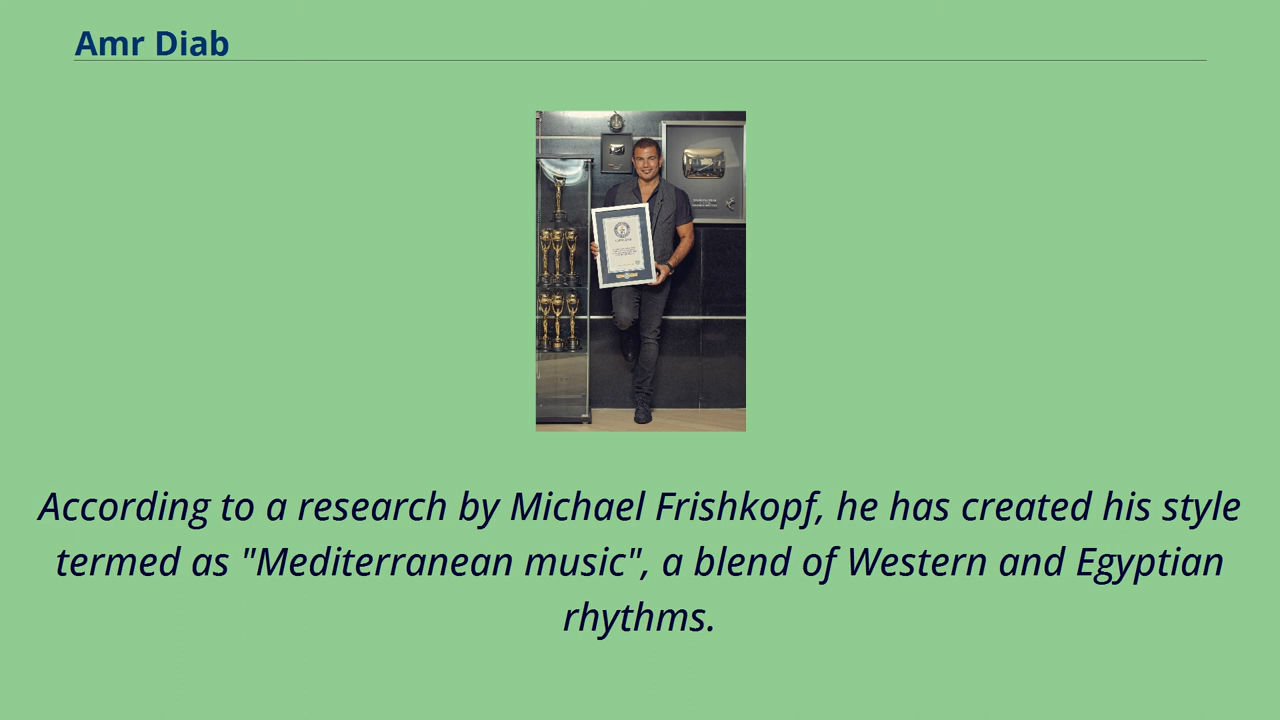 Amr Diab
According to a research by Michael Frishkopf, he has created his style
termed as "Mediterranean music", a blend of Western and Egyptian
rhythms.